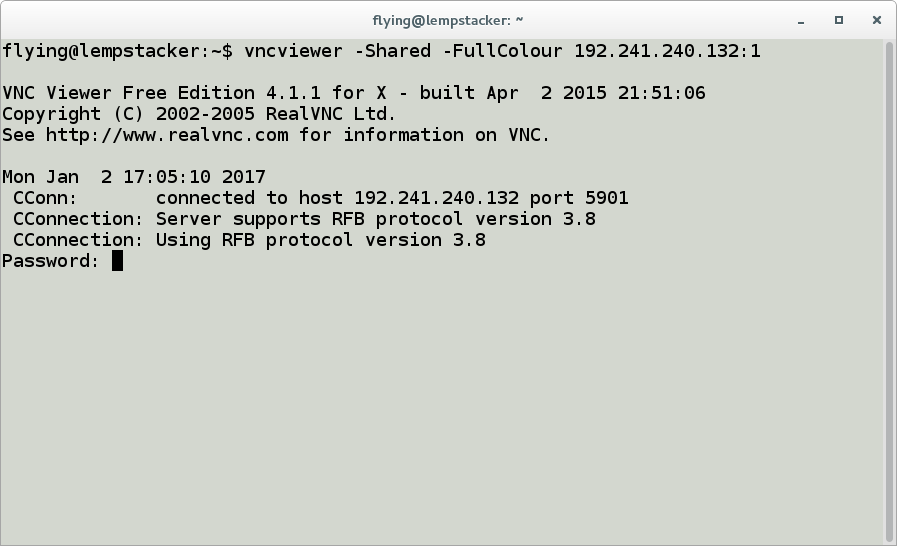 flying@lempstacker: ~
flying@lempstacker:~$ vncviewer -Shared -FullColour 192.241.240.132:1
VNC Viewer Free Edition 4.1.1 for X - built Apr  2 2015 21:51:06
Copyright (C) 2002-2005 RealVNC Ltd.
See http://www.realvnc.com for information on VNC.
Mon Jan  2 17:05:10 2017
 CConn:       connected to host 192.241.240.132 port 5901
 CConnection: Server supports RFB protocol version 3.8
 CConnection: Using RFB protocol version 3.8
Password: